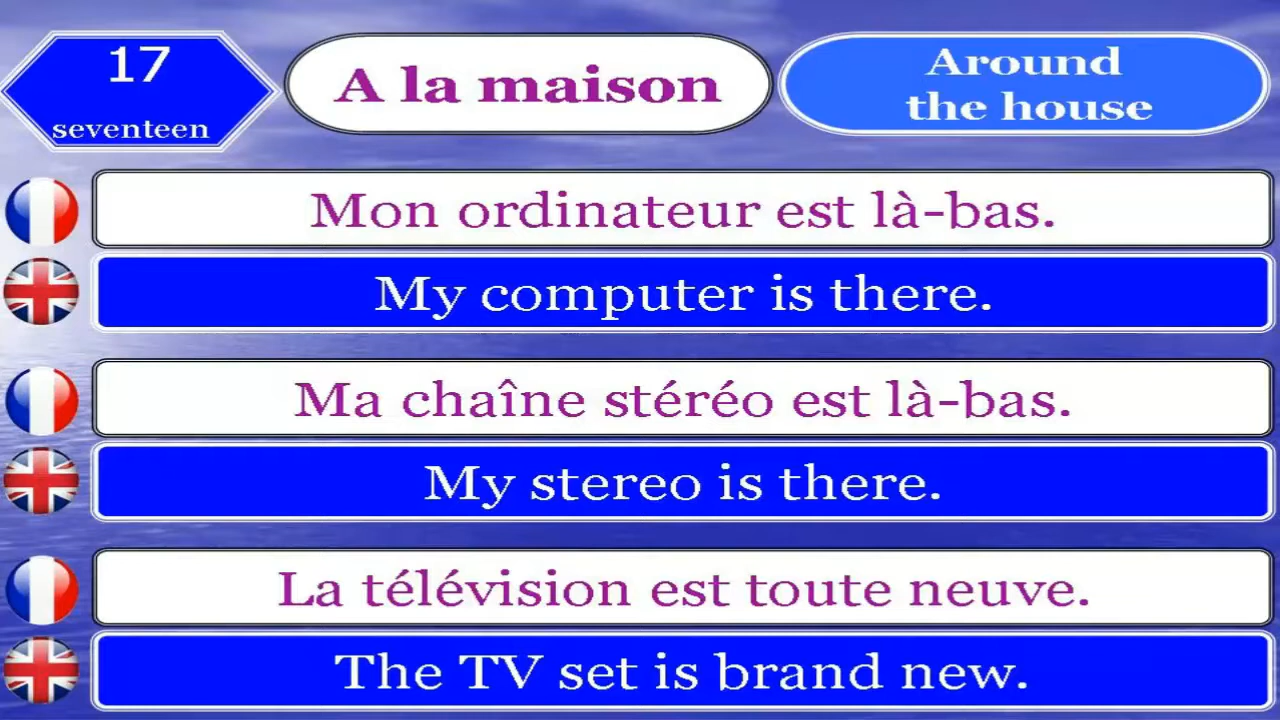 17
seventeen
A la maison
Around
the house
Mon ordinateur est là-bas.
My computer is there.
Ma chaîne stéréo est là-bas.
My stereo is there.
La télévision est toute neuve.
The TV set is brand new.